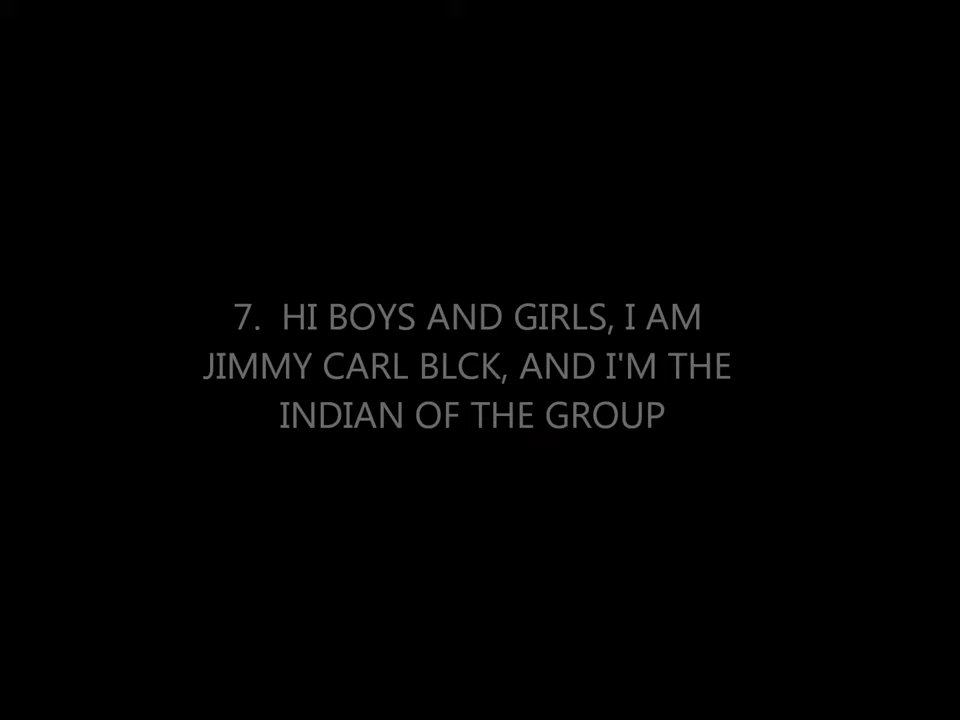 7.  HI BOYS AND GIRLS, I AM
JIMMY CARL BLCK, AND I'M THE
INDIAN OF THE GROUP